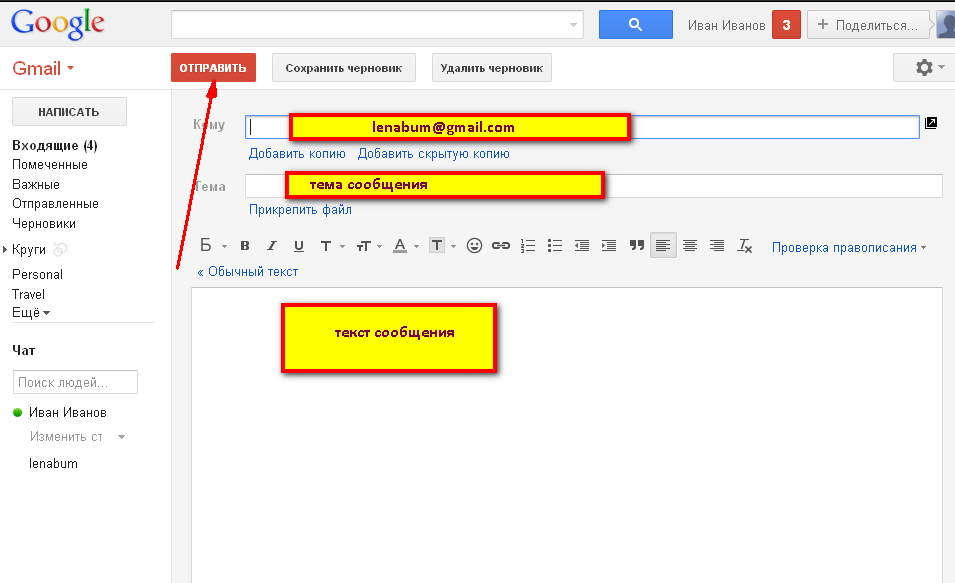 Google
Иван Иванов
3
+ Поделиться...
Gmail
ОТПРАВИТЬ
Сохранить черновик
Удалить черновик
НАПИСАТЬ
Входящие (4)
Помеченные
Важные
Отправленные
Черновики
Круги
Personal
Travel
Ещё
Чат
Поиск людей...
Иван Иванов
Изменить ст
lenabum
Кому
lenabum@gmail.com
Добавить копию Добавить скрытую копию
Тема
тема сообщения
Прикрепить файл
Б B I U T тT A T Tx Проверка правописания
« Обычный текст
текст сообщения